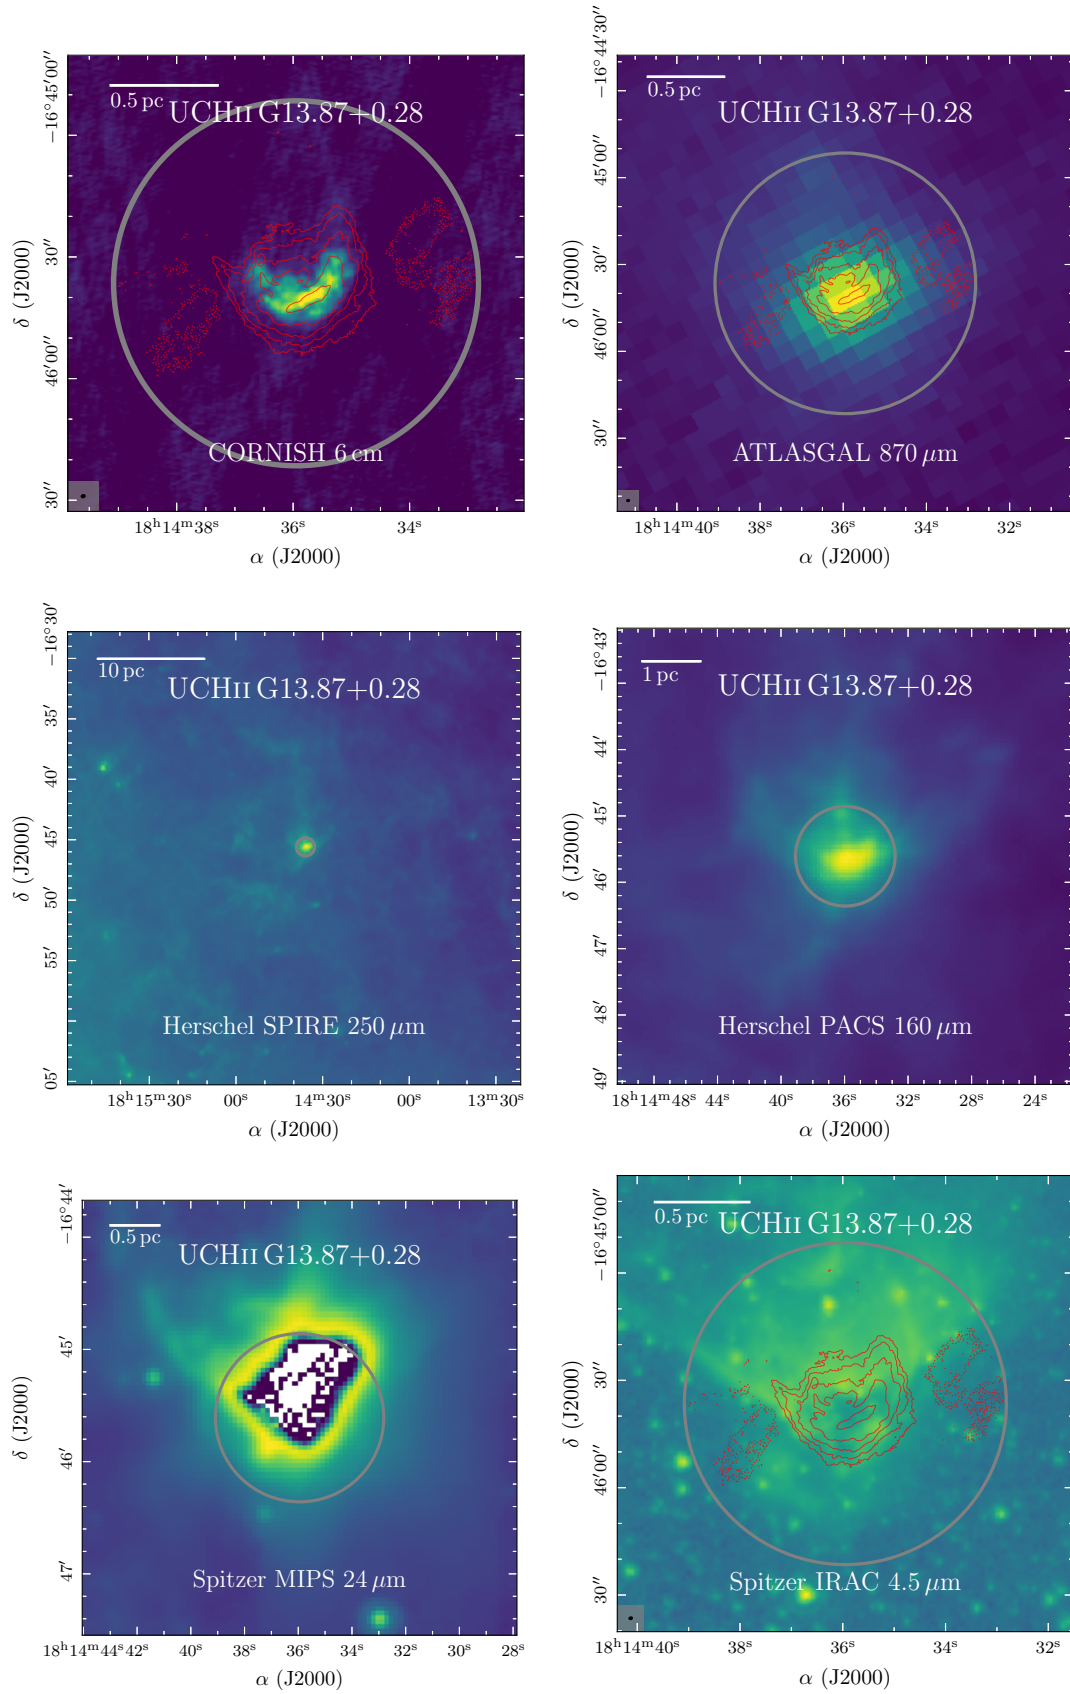 0.5 pc
UCHII G13.87+0.28
CORNISH 6 cm
−16°45′00″
30″
46′00″
30″
δ (J2000)
18ʰ14ᵐ38ˢ
36ˢ
34ˢ
α (J2000)
0.5 pc
UCHII G13.87+0.28
ATLASGAL 870 μm
−16°44′30″
45′00″
30″
46′00″
30″
δ (J2000)
18ʰ14ᵐ40ˢ
38ˢ
36ˢ
34ˢ
32ˢ
α (J2000)
10 pc
UCHII G13.87+0.28
Herschel SPIRE 250 μm
−16°30′
35′
40′
45′
50′
55′
05′
δ (J2000)
18ʰ15ᵐ30ˢ
00ˢ
14ᵐ30ˢ
00ˢ
13ᵐ30ˢ
α (J2000)
1 pc
UCHII G13.87+0.28
Herschel PACS 160 μm
−16°43′
44′
45′
46′
47′
48′
49′
δ (J2000)
18ʰ14ᵐ48ˢ
44ˢ
40ˢ
36ˢ
32ˢ
28ˢ
24ˢ
α (J2000)
0.5 pc
UCHII G13.87+0.28
Spitzer MIPS 24 μm
−16°44′
45′
46′
47′
δ (J2000)
18ʰ14ᵐ44ˢ
42ˢ
40ˢ
38ˢ
36ˢ
34ˢ
32ˢ
30ˢ
28ˢ
α (J2000)
0.5 pc
UCHII G13.87+0.28
Spitzer IRAC 4.5 μm
−16°45′00″
30″
46′00″
30″
δ (J2000)
18ʰ14ᵐ40ˢ
38ˢ
36ˢ
34ˢ
32ˢ
α (J2000)